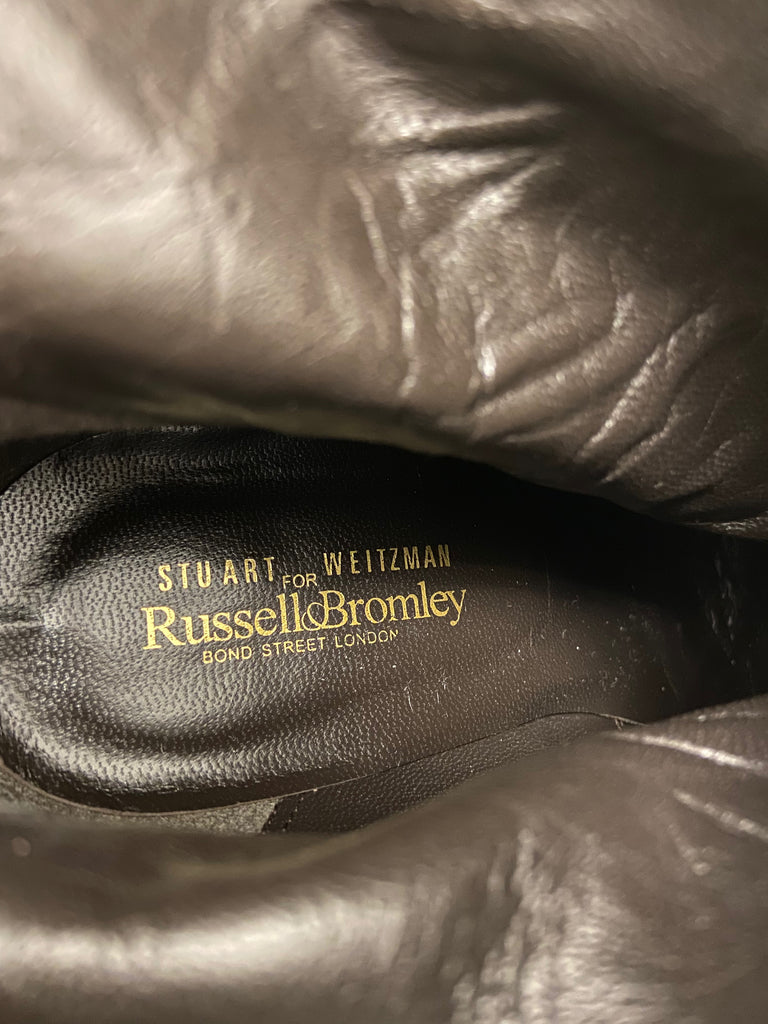 STUART FOR WEITZMAN
Russell&Bromley
BOND STREET LONDON